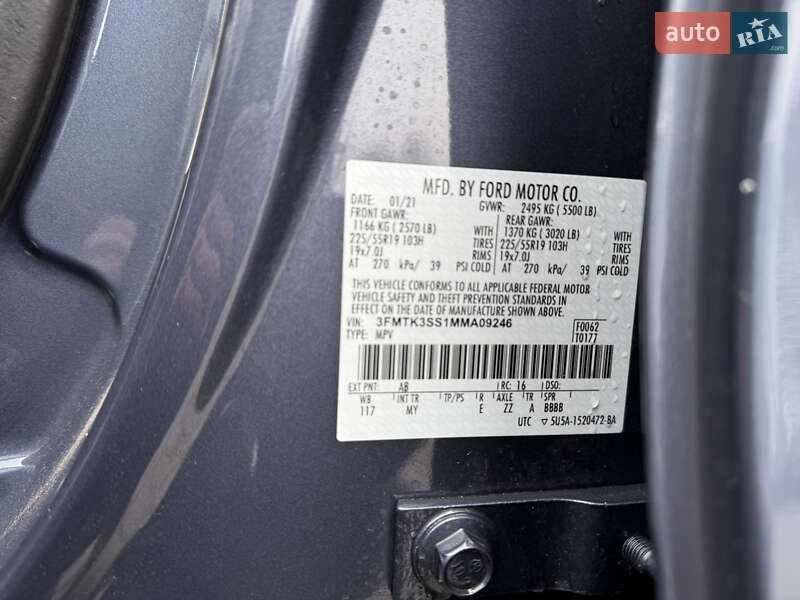 auto RIA
MFD. BY FORD MOTOR CO.
DATE: 01/21 GVWR: 2495 KG ( 5500 LB)
FRONT GAWR: REAR GAWR:
1166 KG ( 2570 LB) WITH 1370 KG ( 3020 LB) WITH
225/55R19 103H TIRES 225/55R19 103H TIRES
19x7.0J RIMS 19x7.0J RIMS
AT 270 kPa/ 39 PSI COLD AT 270 kPa/ 39 PSI COLD
THIS VEHICLE CONFORMS TO ALL APPLICABLE FEDERAL MOTOR
VEHICLE SAFETY AND THEFT PREVENTION STANDARDS IN
EFFECT ON THE DATE OF MANUFACTURE SHOWN ABOVE.
VIN: 3FMTK3SS1MMA09246 F0062
TYPE: MPV T0177
EXT PNT: AB RC: 16 DSO:
WB INT TR TP/PS R AXLE TR SPR
117 MY E ZZ A BBBB
UTC ▽ 5U5A-1520472-BA